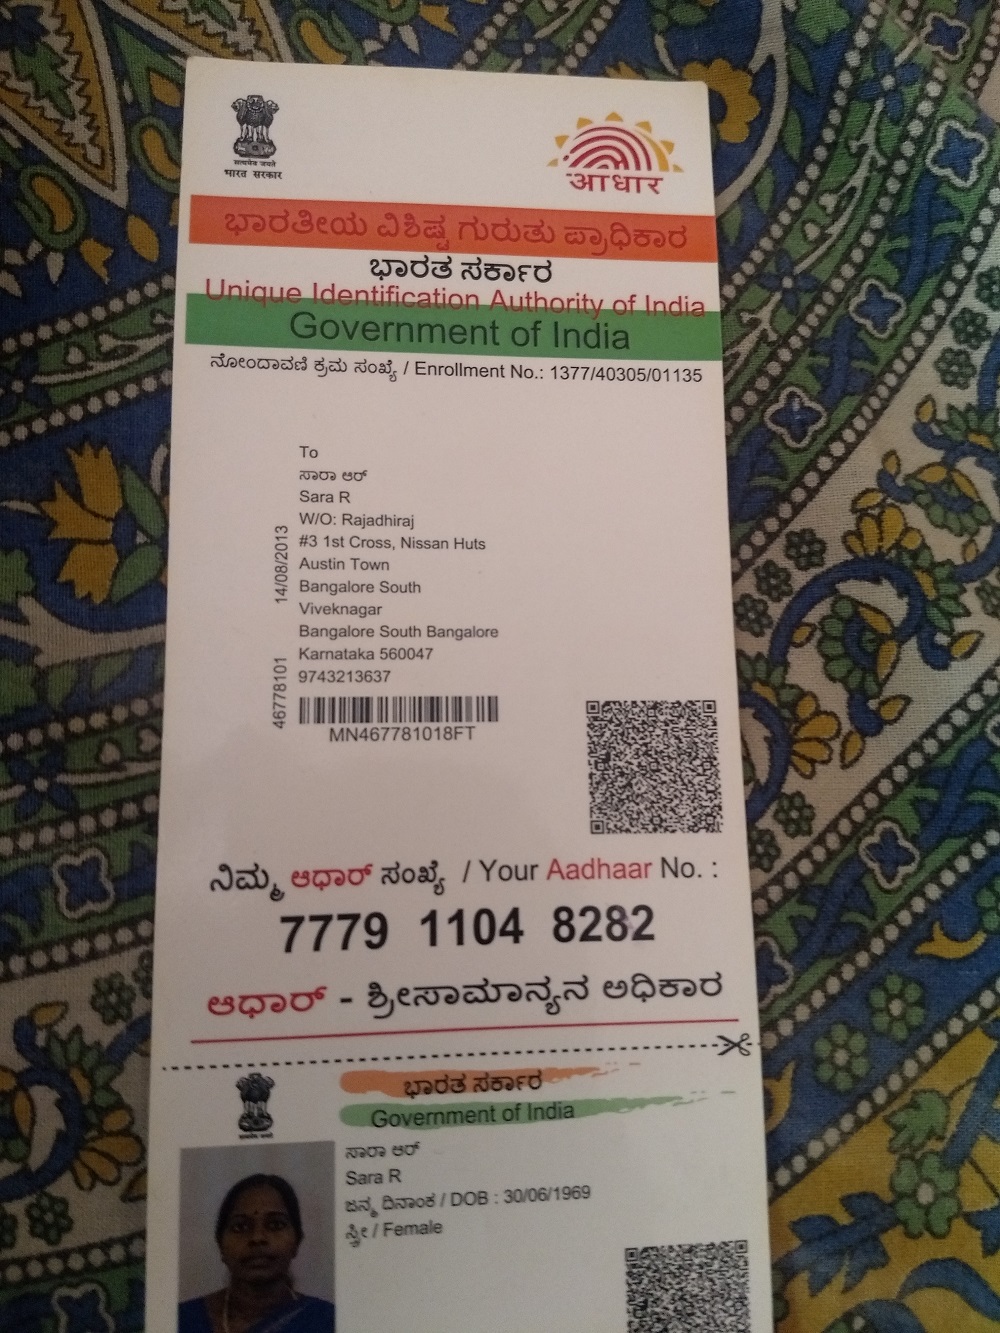 सत्यमेव जयते
भारत सरकार
आधार
ಭಾರತೀಯ ವಿಶಿಷ್ಟ ಗುರುತು ಪ್ರಾಧಿಕಾರ
ಭಾರತ ಸರ್ಕಾರ
Unique Identification Authority of India
Government of India
ನೋಂದಾವಣಿ ಕ್ರಮ ಸಂಖ್ಯೆ / Enrollment No.: 1377/40305/01135
To
ಸಾರಾ ಆರ್
Sara R
W/O: Rajadhiraj
#3 1st Cross, Nissan Huts
Austin Town
Bangalore South
Viveknagar
Bangalore South Bangalore
Karnataka 560047
9743213637
14/08/2013
46778101
MN467781018FT
ನಿಮ್ಮ ಆಧಾರ್ ಸಂಖ್ಯೆ / Your Aadhaar No. :
7779 1104 8282
ಆಧಾರ್ - ಶ್ರೀಸಾಮಾನ್ಯನ ಅಧಿಕಾರ
ಭಾರತ ಸರ್ಕಾರ
Government of India
ಸಾರಾ ಆರ್
Sara R
ಜನ್ಮ ದಿನಾಂಕ / DOB : 30/06/1969
ಸ್ತ್ರೀ / Female